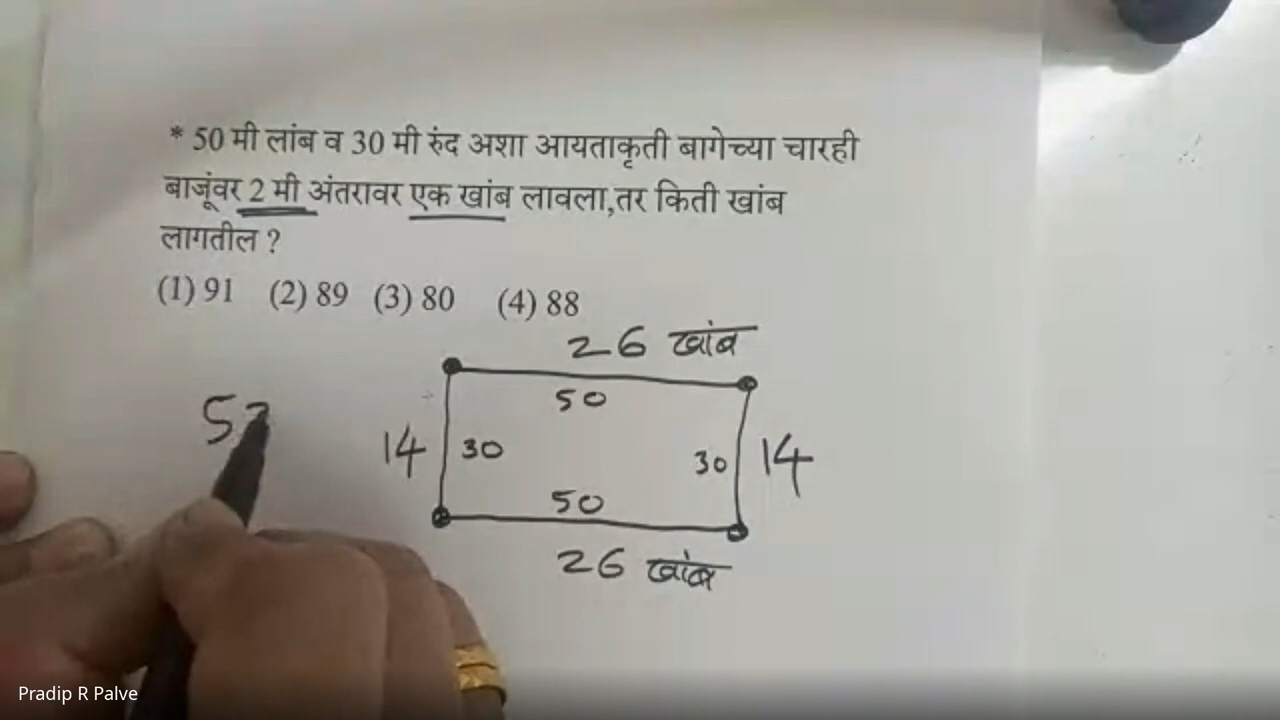 * 50 मी लांब व 30 मी रुंद अशा आयताकृती बागेच्या चारही
बाजूंवर 2 मी अंतरावर एक खांब लावला,तर किती खांब
लागतील ?
(1) 91 (2) 89 (3) 80 (4) 88
26 खांब
50
52
14 30 30 14
50
26 खांब
Pradip R Palve